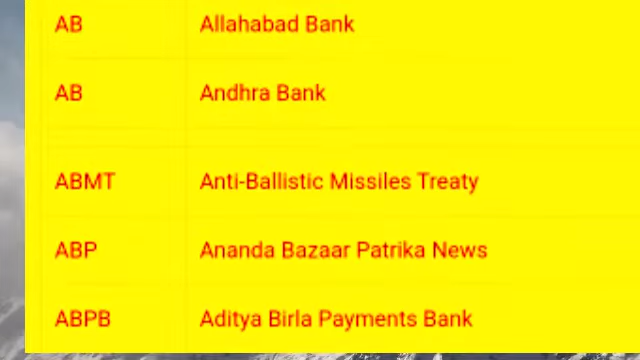 AB Allahabad Bank
AB Andhra Bank
ABMT Anti-Ballistic Missiles Treaty
ABP Ananda Bazaar Patrika News
ABPB Aditya Birla Payments Bank